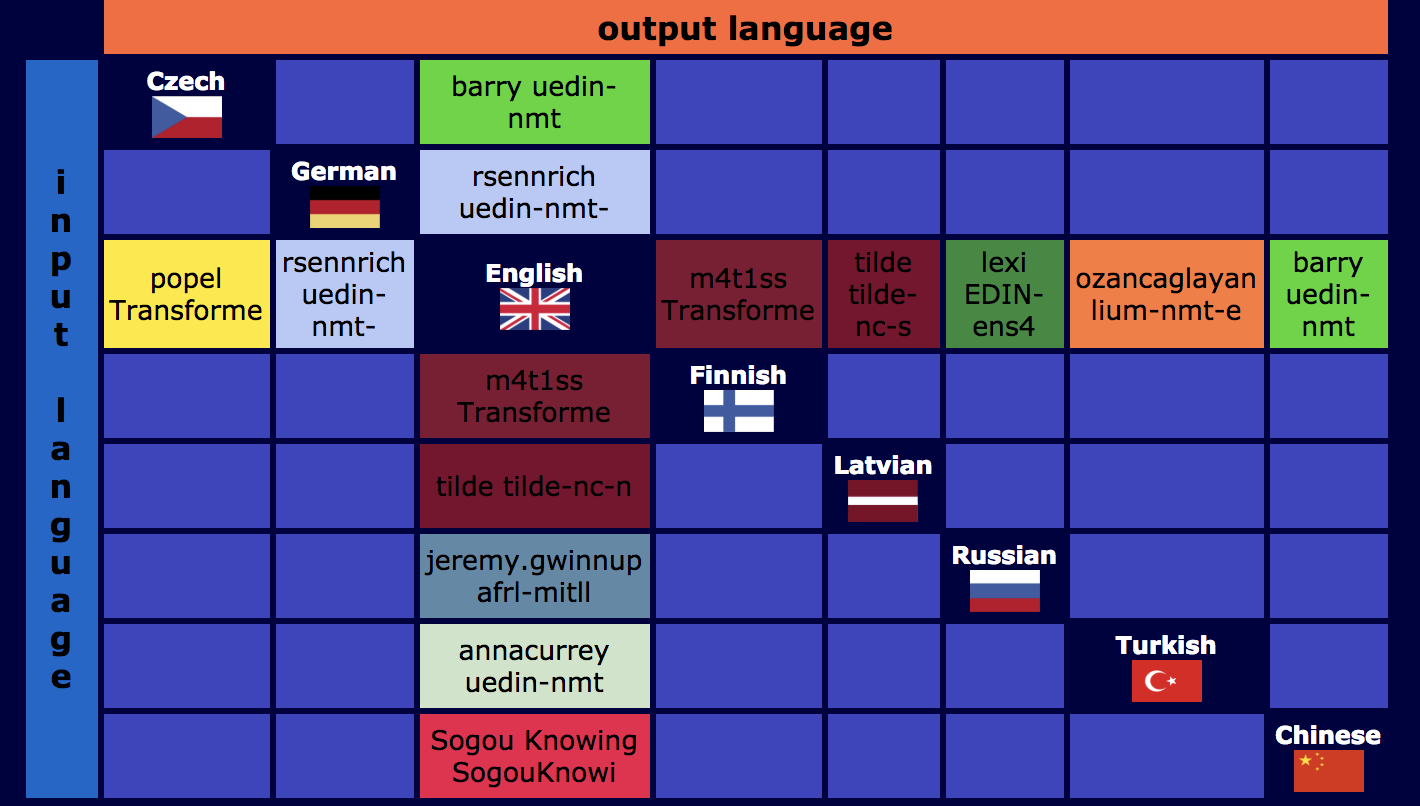 output language
input language
Czech
barry uedin-
nmt
German
rsennrich
uedin-nmt-
popel
Transforme
rsennrich
uedin-
nmt-
English
m4t1ss
Transforme
tilde
tilde-
nc-s
lexi
EDIN-
ens4
ozancaglayan
lium-nmt-e
barry
uedin-
nmt
m4t1ss
Transforme
Finnish
tilde tilde-nc-n
Latvian
jeremy.gwinnup
afrl-mitll
Russian
annacurrey
uedin-nmt
Turkish
Sogou Knowing
SogouKnowi
Chinese